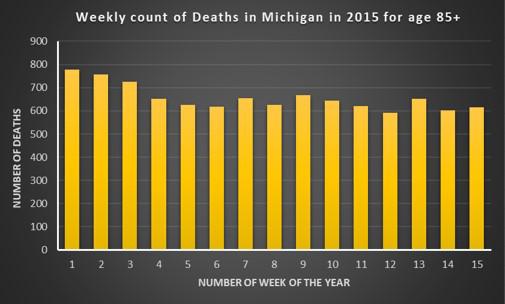 Weekly count of Deaths in Michigan in 2015 for age 85+
900
800
700
600
500
400
300
200
100
0
NUMBER OF DEATHS
1 2 3 4 5 6 7 8 9 10 11 12 13 14 15
NUMBER OF WEEK OF THE YEAR